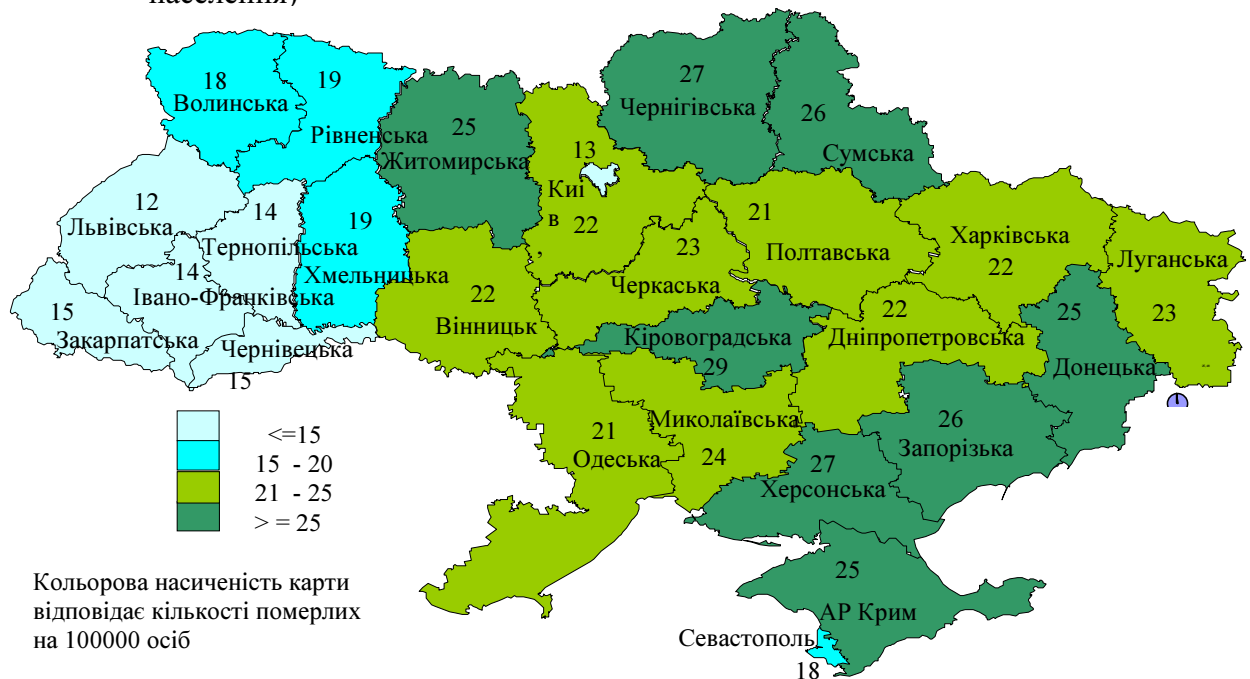 населення)
18
Волинська
19
Рівненська
25
Житомирська
13
Киі
в
,
22
27
Чернігівська
26
Сумська
12
Львівська
14
Тернопільська
19
Хмельницька
14
Івано-Франківська
15
Закарпатська
Чернівецька
15
22
Вінницьк
23
Черкаська
21
Полтавська
Харківська
22
Луганська
23
Кіровоградська
29
22
Дніпропетровська
25
Донецька
21
Одеська
Миколаївська
24
26
Запорізька
27
Херсонська
25
АР Крим
Севастополь
18
<=15
15 - 20
21 - 25
> = 25
Кольорова насиченість карти
відповідає кількості померлих
на 100000 осіб